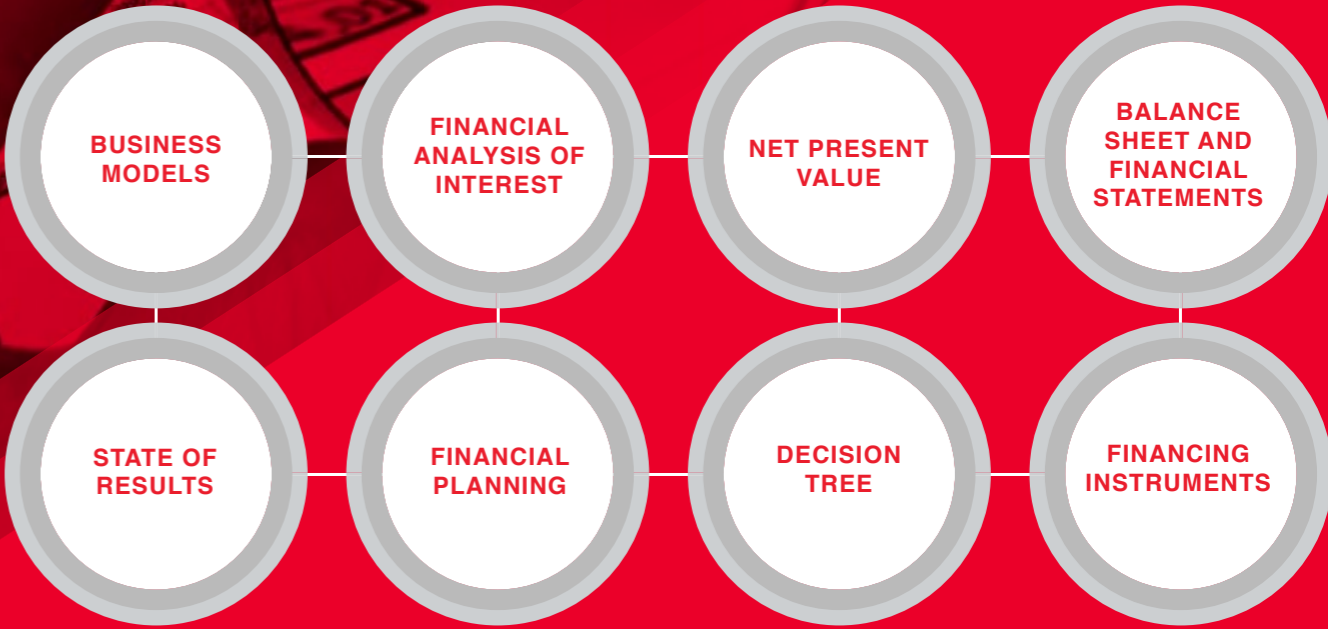 BUSINESS
MODELS
FINANCIAL
ANALYSIS OF
INTEREST
NET PRESENT
VALUE
BALANCE
SHEET AND
FINANCIAL
STATEMENTS
STATE OF
RESULTS
FINANCIAL
PLANNING
DECISION
TREE
FINANCING
INSTRUMENTS